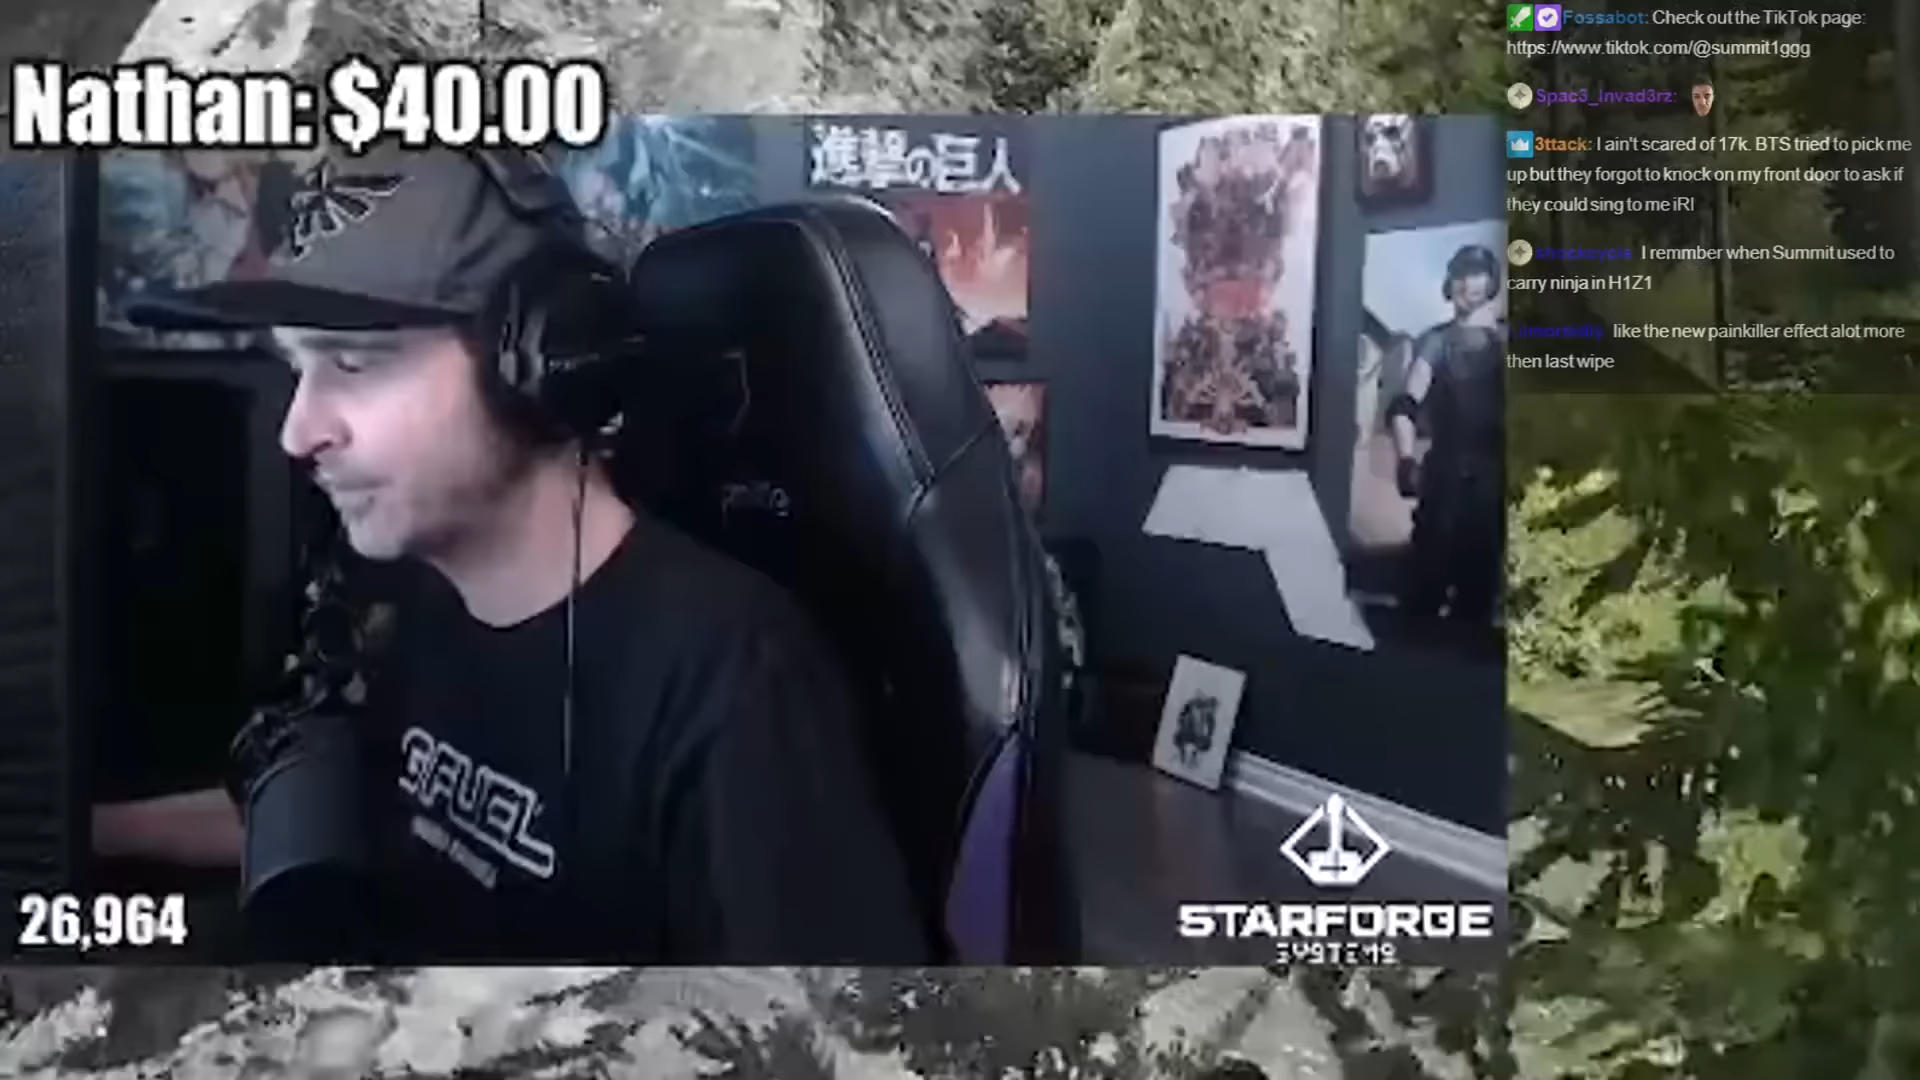 Nathan: $40.00
進撃の巨人
GFUEL
26,964
STARFORGE
SYSTEMS
Fossabot: Check out the TikTok page:
https://www.tiktok.com/@summit1ggg
Spac3_Invad3rz:
3ttack: I ain't scared of 17k. BTS tried to pick me
up but they forgot to knock on my front door to ask if
they could sing to me iRl
I remmber when Summit used to
carry ninja in H1Z1
like the new painkiller effect alot more
then last wipe